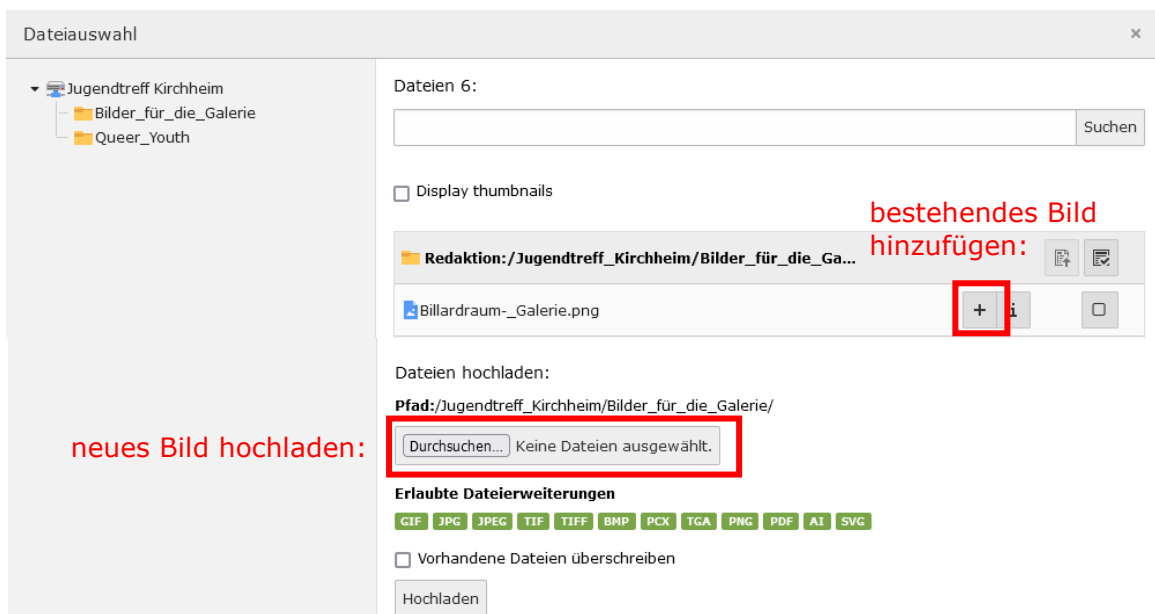 Dateiauswahl ×
Jugendtreff Kirchheim
Bilder_für_die_Galerie
Queer_Youth
Dateien 6:
Suchen
Display thumbnails
bestehendes Bild
hinzufügen:
Redaktion:/Jugendtreff_Kirchheim/Bilder_für_die_Ga...
Billardraum-_Galerie.png + i
Dateien hochladen:
Pfad:/Jugendtreff_Kirchheim/Bilder_für_die_Galerie/
neues Bild hochladen:
Durchsuchen... Keine Dateien ausgewählt.
Erlaubte Dateierweiterungen
GIF JPG JPEG TIF TIFF BMP PCX TGA PNG PDF AI SVG
Vorhandene Dateien überschreiben
Hochladen